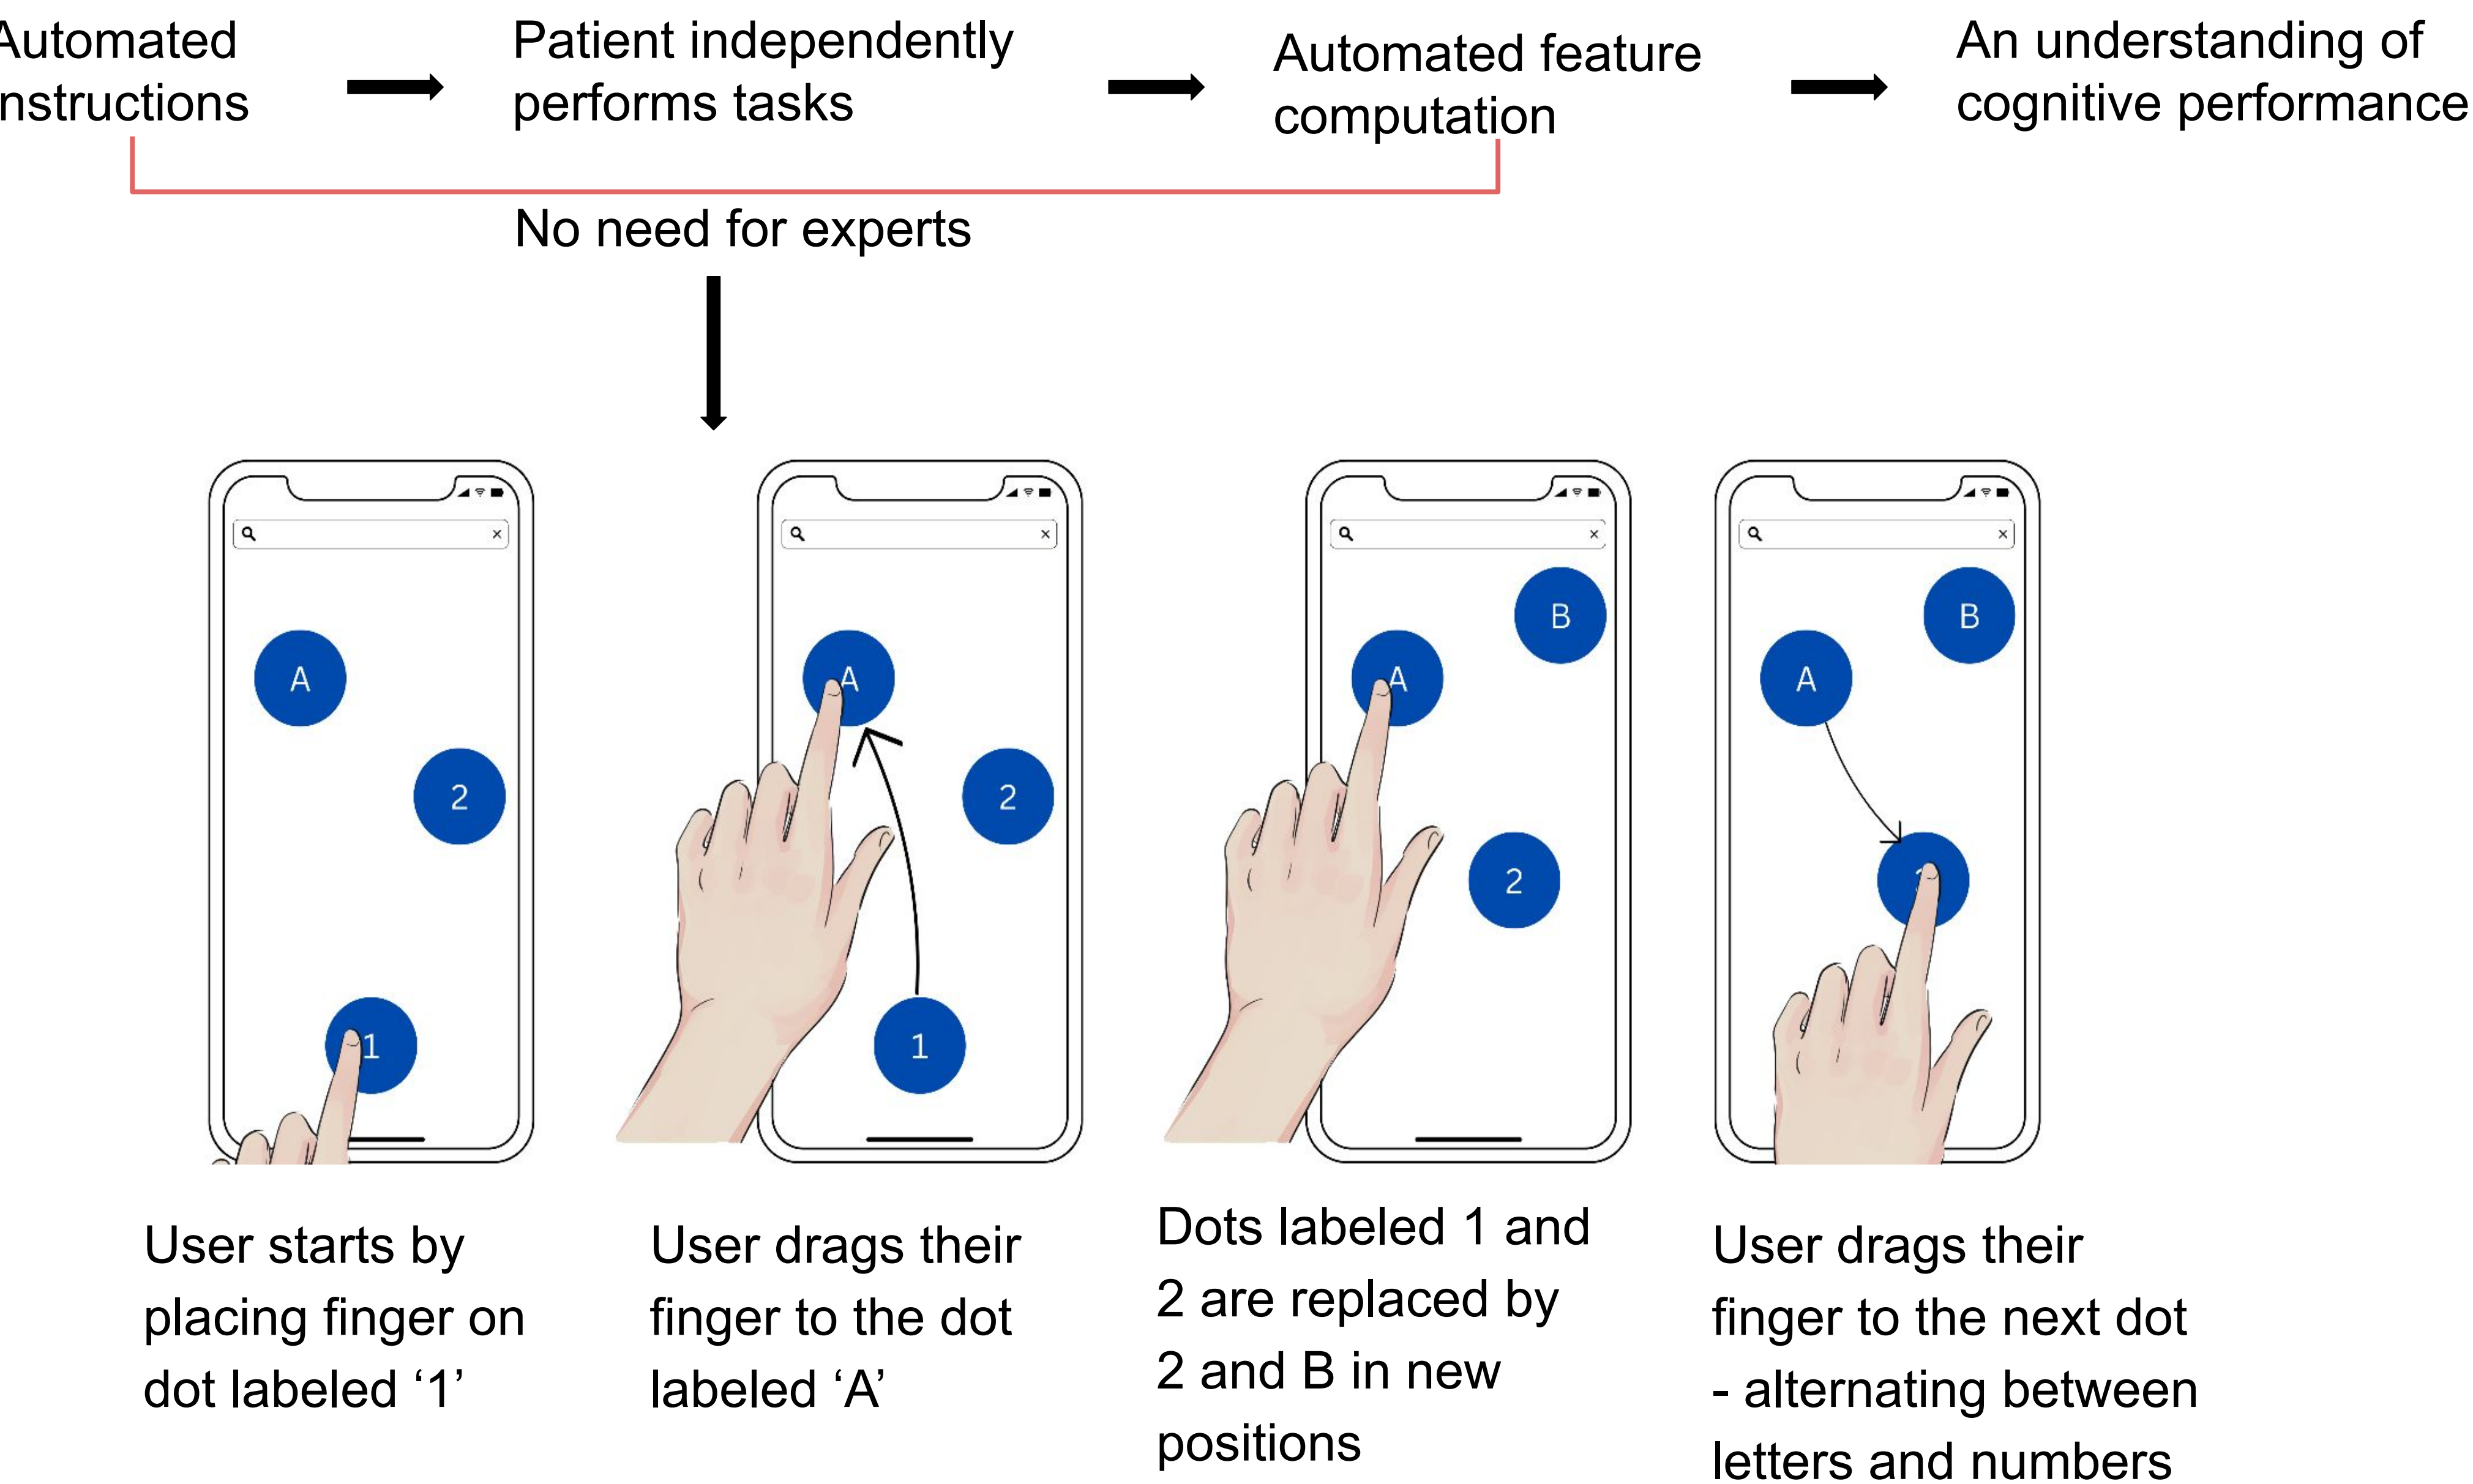 Automated
nstructions
Patient independently
performs tasks
Automated feature
computation
An understanding of
cognitive performance
No need for experts
A
2
1
A
2
1
B
A
2
B
A
User starts by
placing finger on
dot labeled ‘1’
User drags their
finger to the dot
labeled ‘A’
Dots labeled 1 and
2 are replaced by
2 and B in new
positions
User drags their
finger to the next dot
- alternating between
letters and numbers